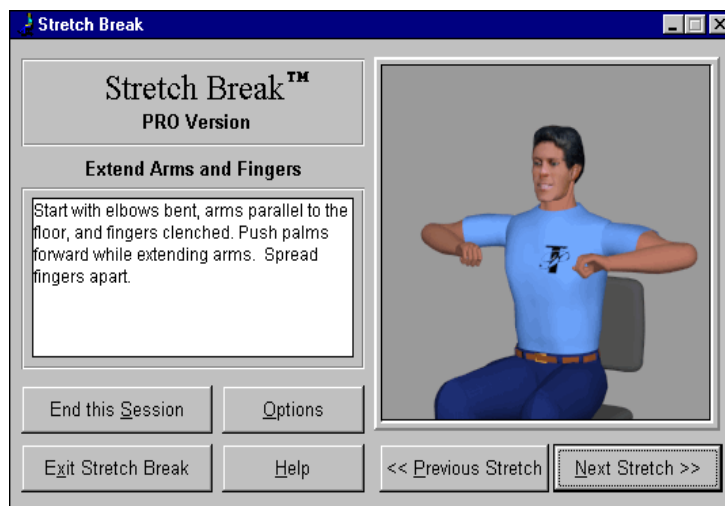 Stretch Break
Stretch Break™
PRO Version
Extend Arms and Fingers
Start with elbows bent, arms parallel to the
floor, and fingers clenched. Push palms
forward while extending arms.  Spread
fingers apart.
End this Session
Options
Exit Stretch Break
Help
<< Previous Stretch
Next Stretch >>